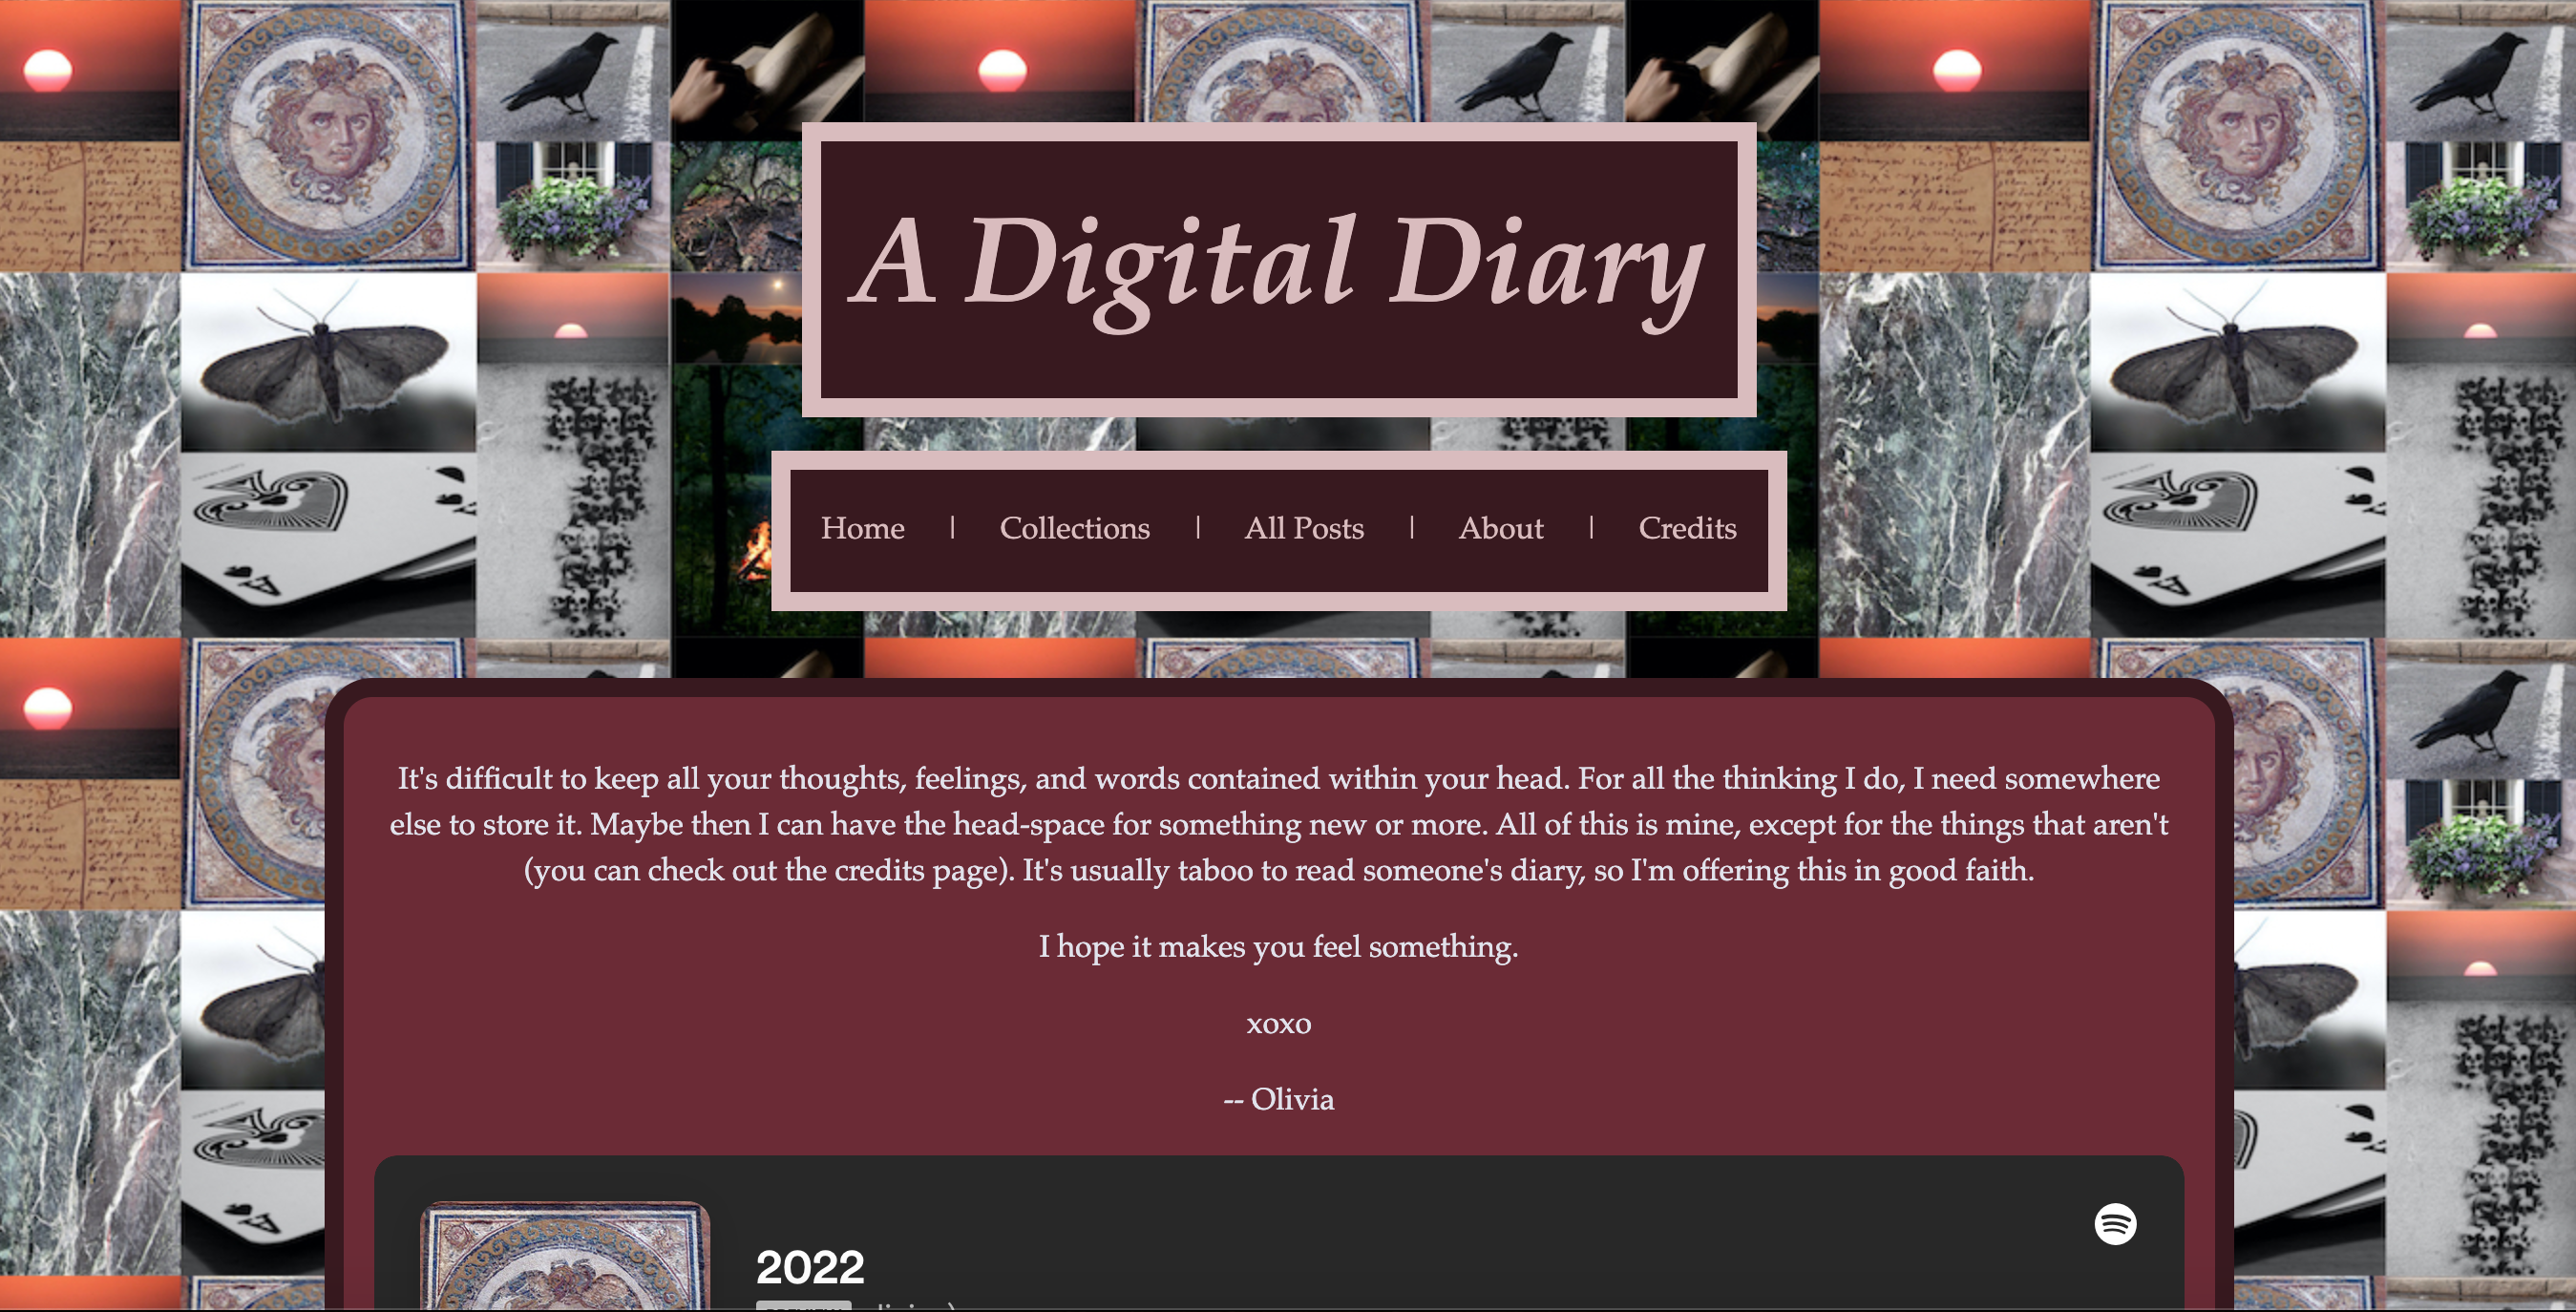 A Digital Diary
Home | Collections | All Posts | About | Credits
It's difficult to keep all your thoughts, feelings, and words contained within your head. For all the thinking I do, I need somewhere
else to store it. Maybe then I can have the head-space for something new or more. All of this is mine, except for the things that aren't
(you can check out the credits page). It's usually taboo to read someone's diary, so I'm offering this in good faith.
I hope it makes you feel something.
xoxo
-- Olivia
2022